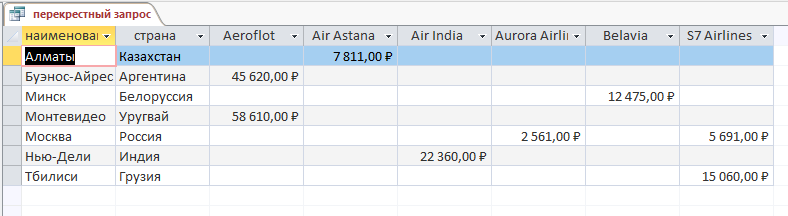 перекрестный запрос
наименован страна Aeroflot Air Astana Air India Aurora Airlin Belavia S7 Airlines
Алматы Казахстан 7 811,00 ₽
Буэнос-Айрес Аргентина 45 620,00 ₽
Минск Белоруссия 12 475,00 ₽
Монтевидео Уругвай 58 610,00 ₽
Москва Россия 2 561,00 ₽ 5 691,00 ₽
Нью-Дели Индия 22 360,00 ₽
Тбилиси Грузия 15 060,00 ₽